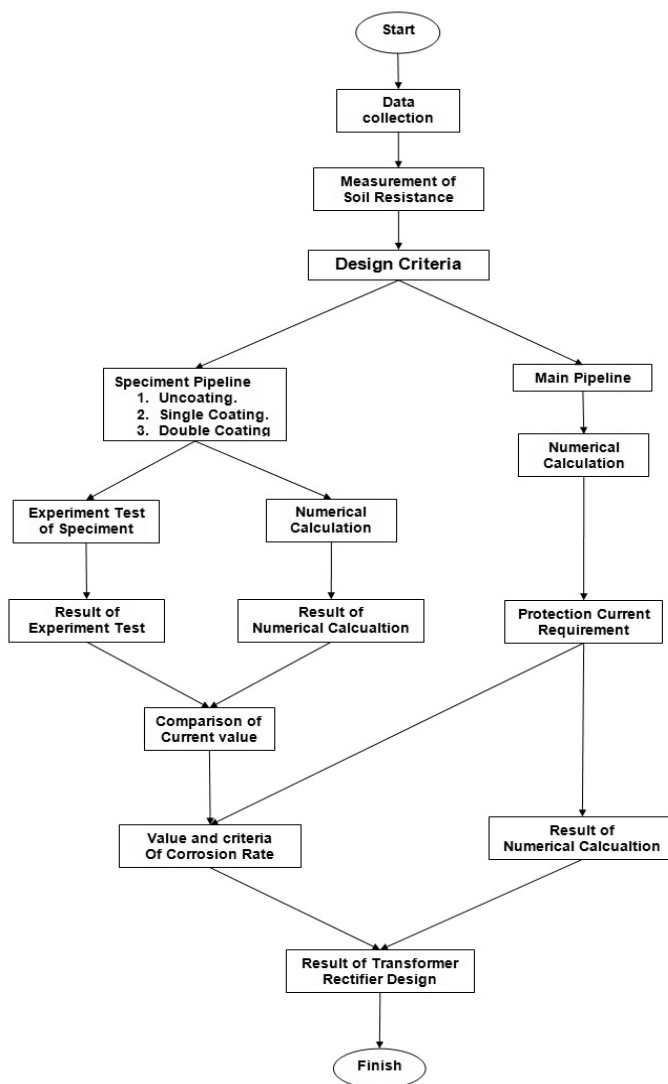 Start
Data
collection
Measurement of
Soil Resistance
Design Criteria
Speciment Pipeline
1. Uncoating.
2. Single Coating.
3. Double Coating
Main Pipeline
Numerical
Calculation
Experiment Test
of Speciment
Numerical
Calculation
Result of
Experiment Test
Result of
Numerical Calcualtion
Protection Current
Requirement
Comparison of
Current value
Value and criteria
Of Corrosion Rate
Result of
Numerical Calcualtion
Result of Transformer
Rectifier Design
Finish